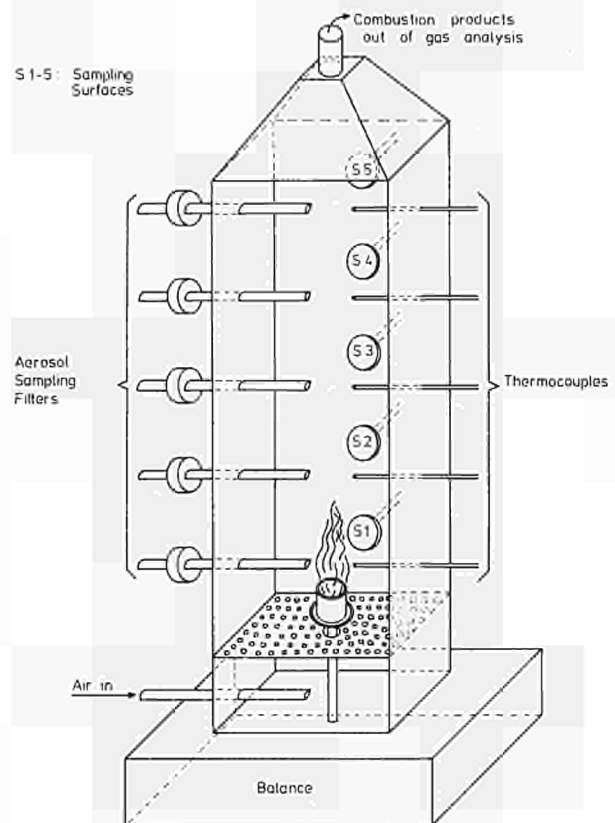 Combustion products
out of gas analysis
S1-5: Sampling
Surfaces
S5
S4
S3
S2
S1
Aerosol
Sampling
Filters
Thermocouples
Air in
Balance